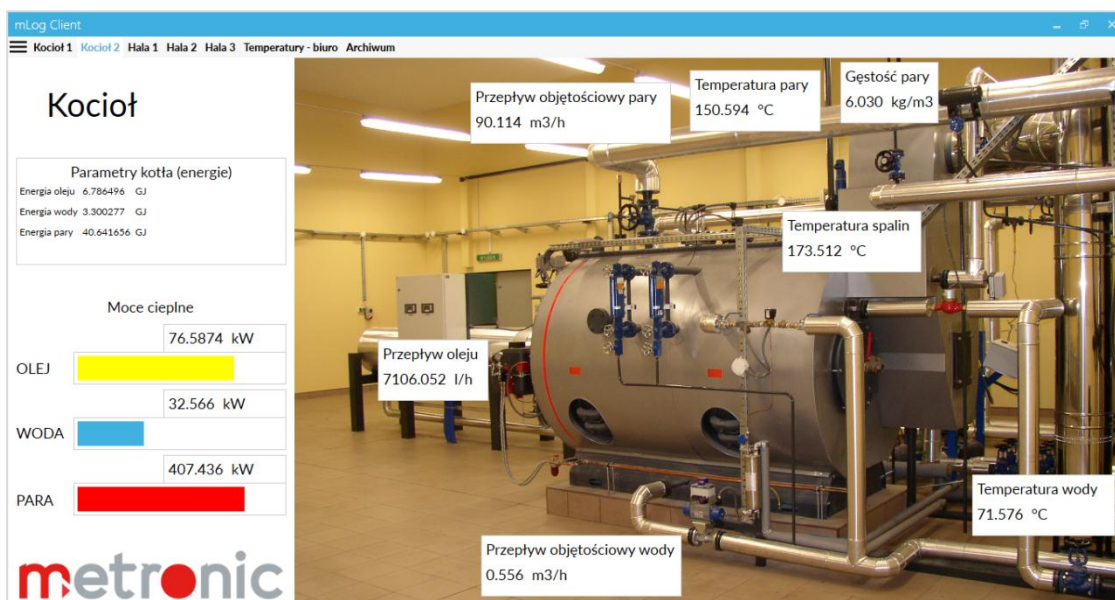 mLog Client
Kocioł 1 Kocioł 2 Hala 1 Hala 2 Hala 3 Temperatury - biuro Archiwum
Kocioł
Parametry kotła (energie)
Energia oleju 6.786496 GJ
Energia wody 3.300277 GJ
Energia pary 40.641656 GJ
Moce cieplne
76.5874 kW
OLEJ
32.566 kW
WODA
407.436 kW
PARA
metronic
Przepływ objętościowy pary
90.114 m3/h
Temperatura pary
150.594 °C
Gęstość pary
6.030 kg/m3
Temperatura spalin
173.512 °C
Przepływ oleju
7106.052 l/h
Temperatura wody
71.576 °C
Przepływ objętościowy wody
0.556 m3/h